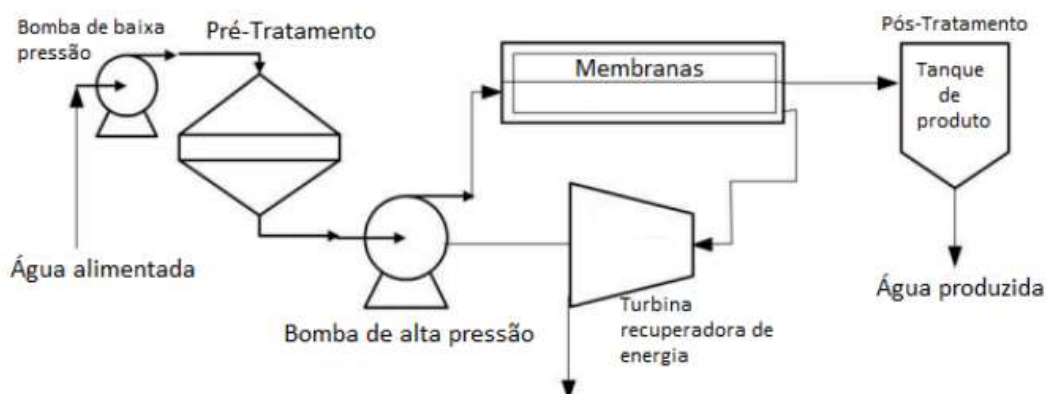 Bomba de baixa
pressão
Pré-Tratamento
Membranas
Pós-Tratamento
Tanque
de
produto
Água alimentada
Bomba de alta pressão
Turbina
recuperadora de
energia
Água produzida